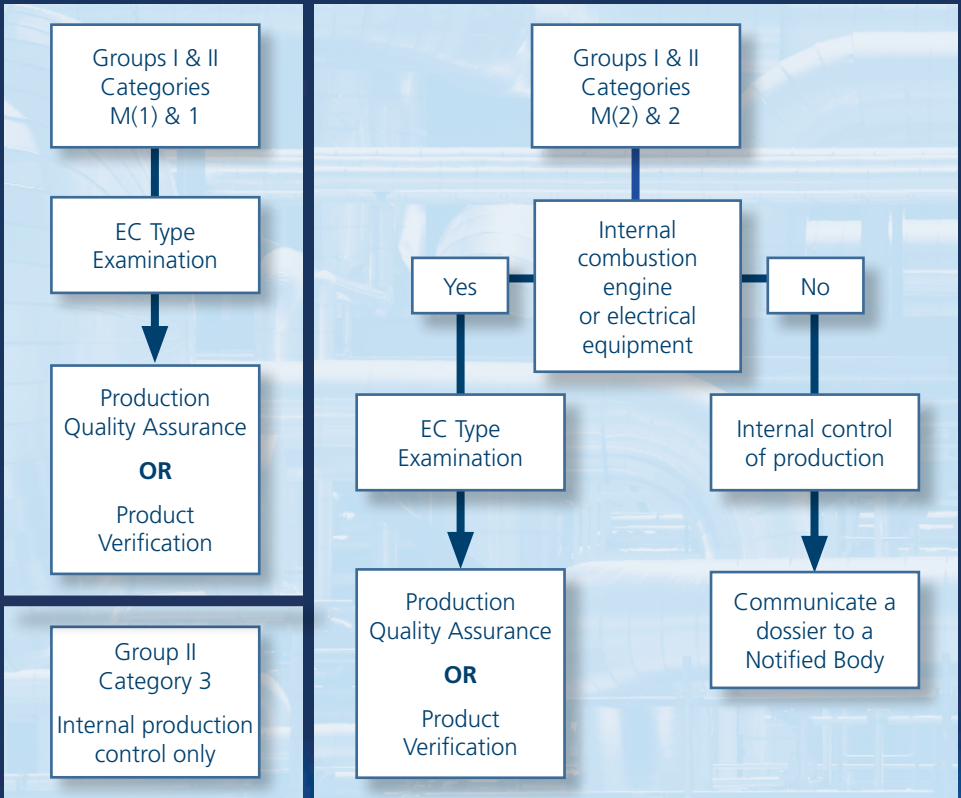 Groups I & II
Categories
M(1) & 1
EC Type
Examination
Production
Quality Assurance
OR
Product
Verification
Group II
Category 3
Internal production
control only
Groups I & II
Categories
M(2) & 2
Internal
combustion
engine
or electrical
equipment
Yes
No
EC Type
Examination
Production
Quality Assurance
OR
Product
Verification
Internal control
of production
Communicate a
dossier to a
Notified Body